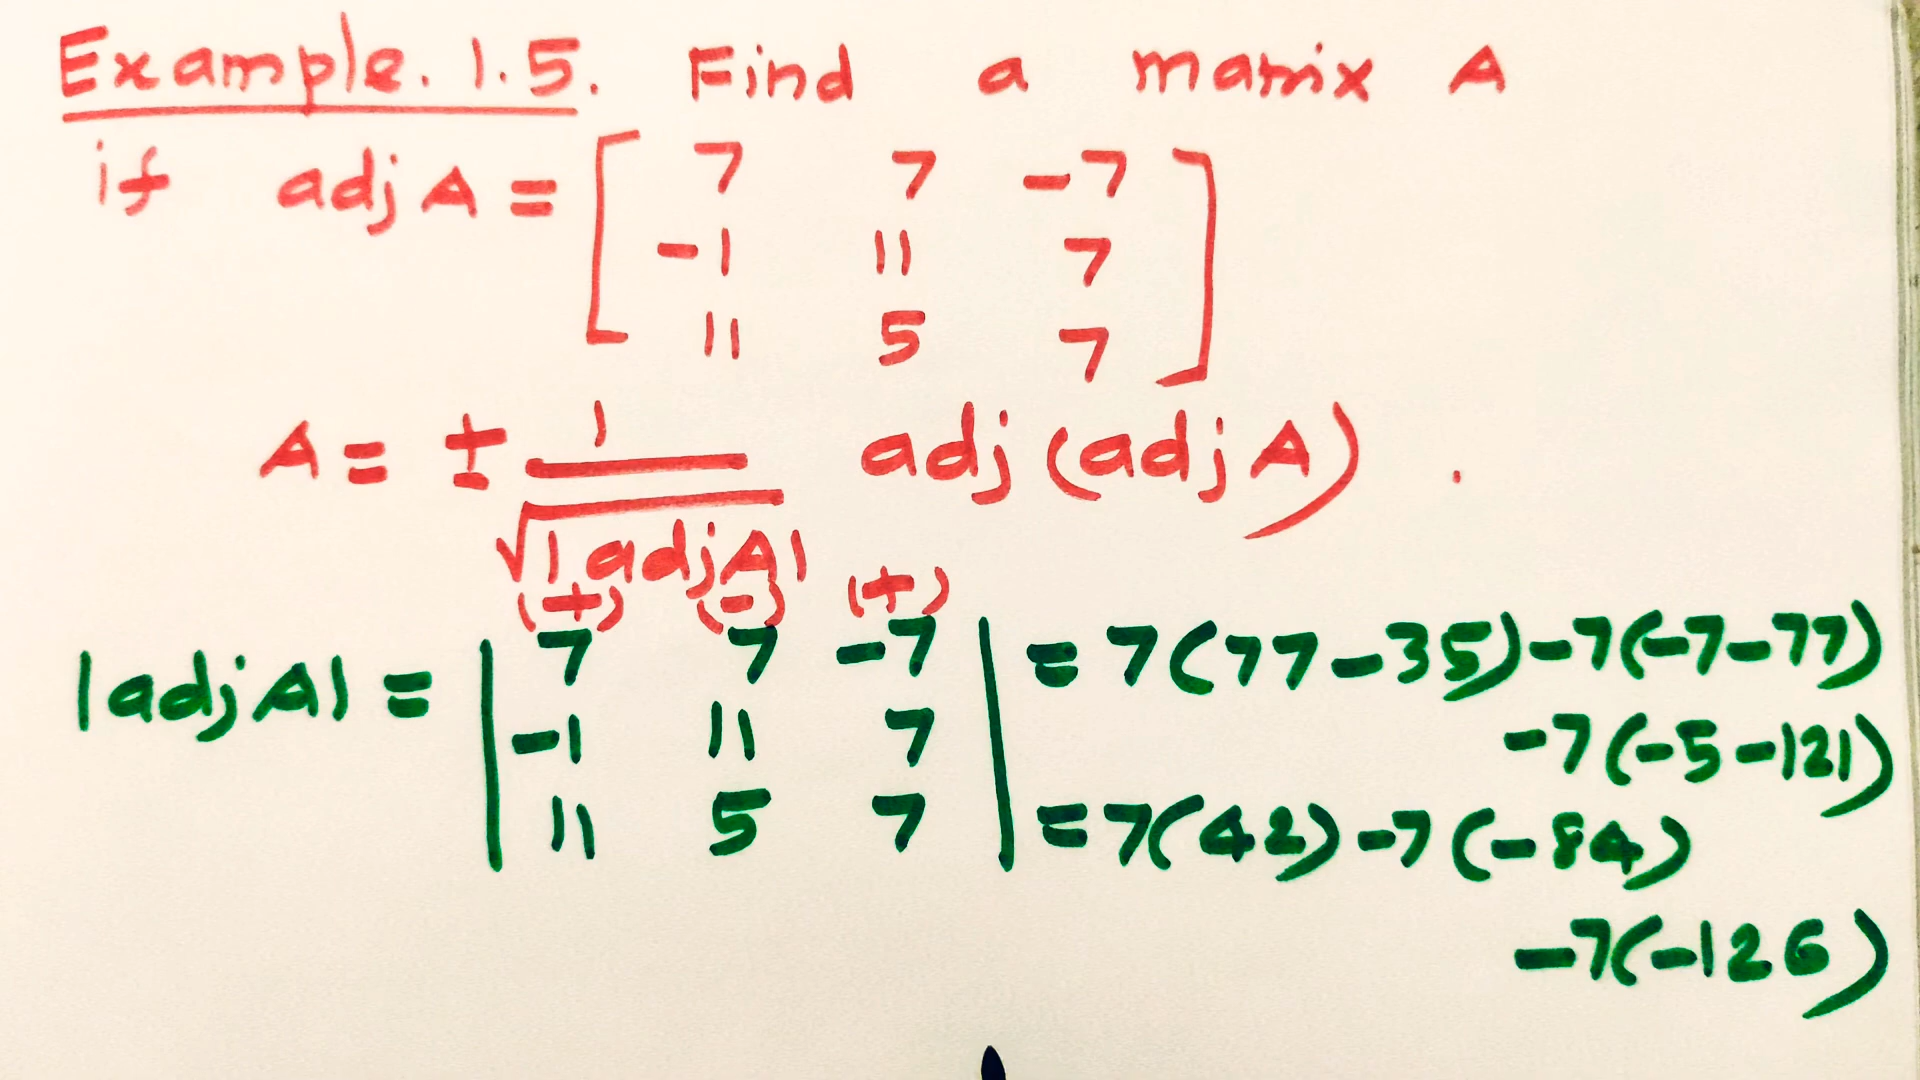 Example. 1.5. Find a matrix A
if adj A = [ 7 7 -7
-1 11 7
11 5 7 ]
A = ± 1 / √|adjA| adj (adj A) .
(+) (-) (+)
|adj A| = | 7 7 -7 | = 7(77-35)-7(-7-77)
-1 11 7 -7(-5-121)
11 5 7 = 7(42)-7(-84)
-7(-126)